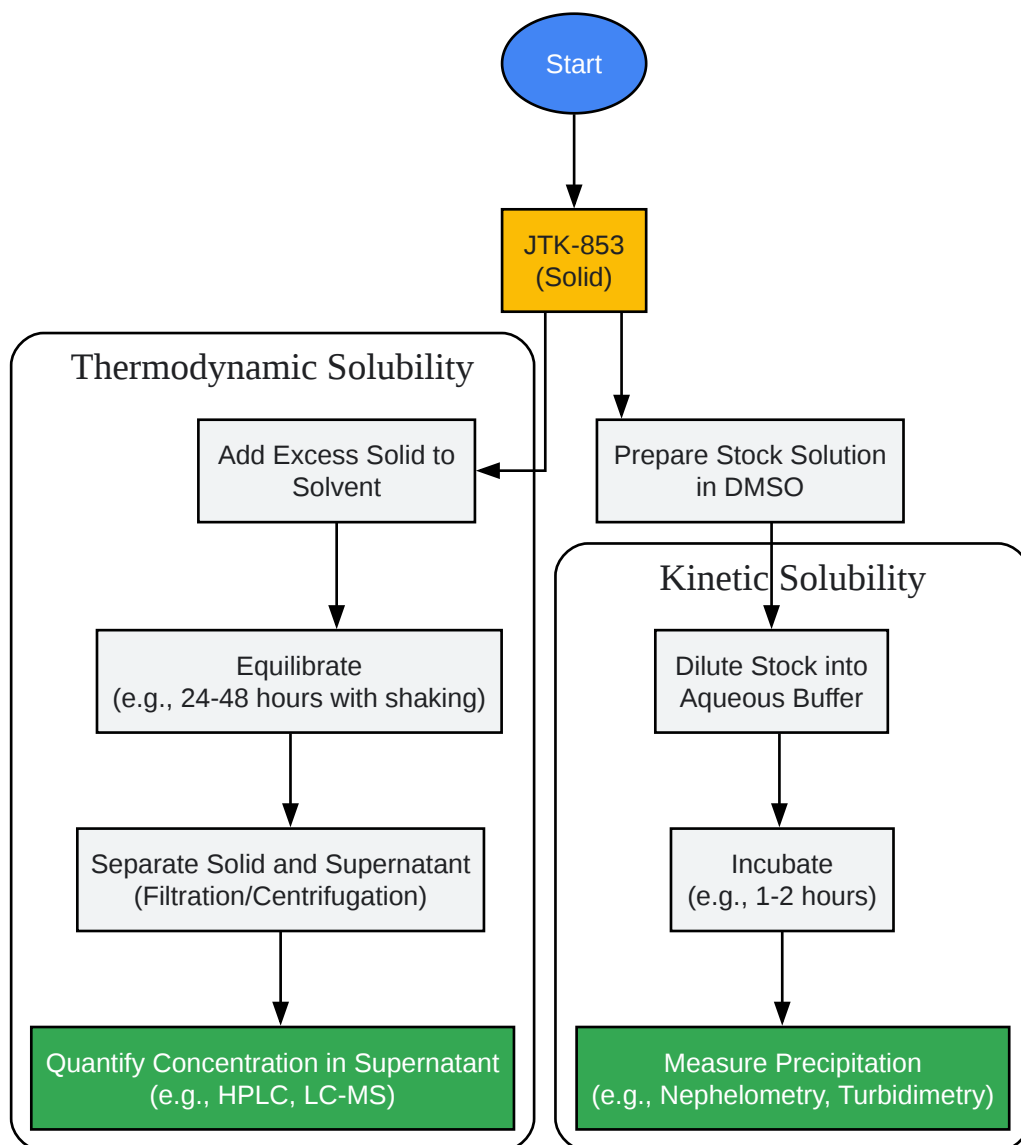 Start
JTK-853
(Solid)
Thermodynamic Solubility
Add Excess Solid to
Solvent
Equilibrate
(e.g., 24-48 hours with shaking)
Separate Solid and Supernatant
(Filtration/Centrifugation)
Quantify Concentration in Supernatant
(e.g., HPLC, LC-MS)
Prepare Stock Solution
in DMSO
Kinetic Solubility
Dilute Stock into
Aqueous Buffer
Incubate
(e.g., 1-2 hours)
Measure Precipitation
(e.g., Nephelometry, Turbidimetry)